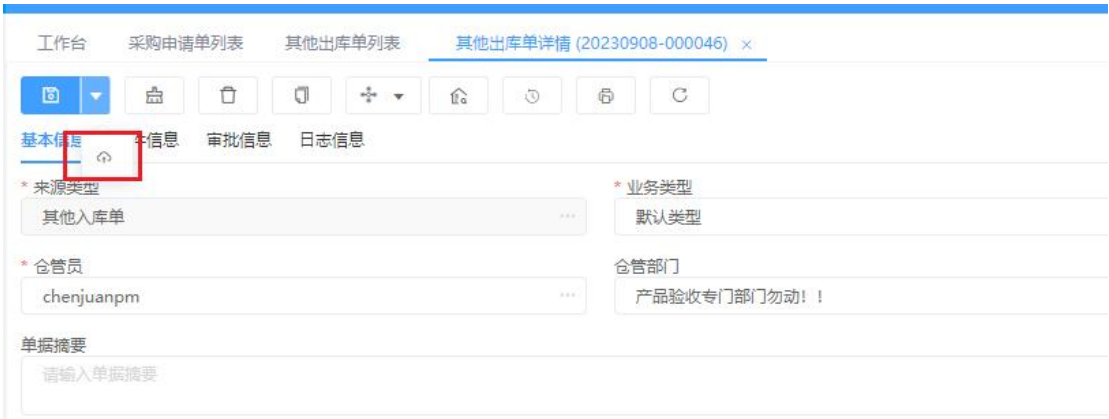 工作台 采购申请单列表 其他出库单列表 其他出库单详情 (20230908-000046) ×
基本信息 信息 审批信息 日志信息
* 来源类型 * 业务类型
其他入库单 默认类型
* 仓管员 仓管部门
chenjuanpm 产品验收专门部门勿动！！
单据摘要
请输入单据摘要